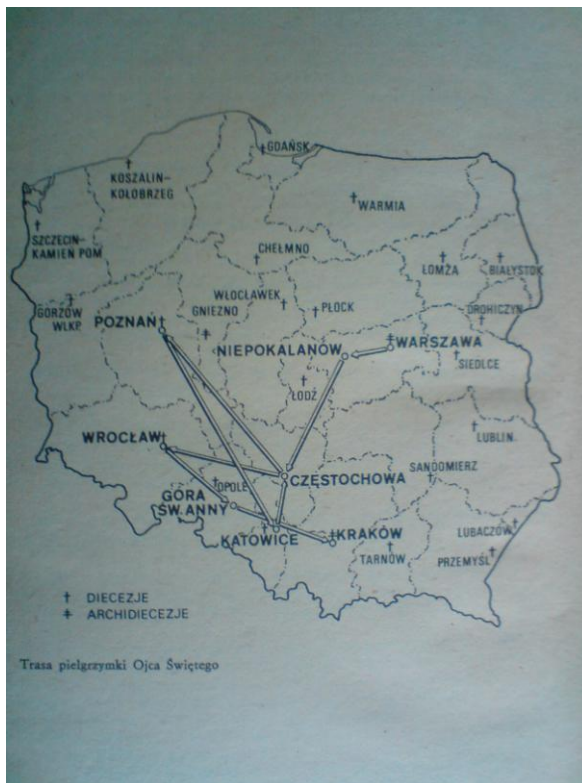 GDAŃSK
KOSZALIN-
KOŁOBRZEG
WARMIA
SZCZECIN-
KAMIEŃ POM
CHEŁMNO
ŁOMŻA
BIAŁYSTOK
WŁOCŁAWEK
GORZÓW
WLKP.
GNIEZNO
PŁOCK
DROHICZYN
POZNAŃ
NIEPOKALANÓW
WARSZAWA
SIEDLCE
ŁÓDŹ
LUBLIN
WROCŁAW
SANDOMIERZ
CZĘSTOCHOWA
OPOLE
GÓRA
ŚW. ANNY
KATOWICE
KRAKÓW
LUBACZÓW
TARNÓW
PRZEMYŚL
DIECEZJE
ARCHIDIECEZJE
Trasa pielgrzymki Ojca Świętego